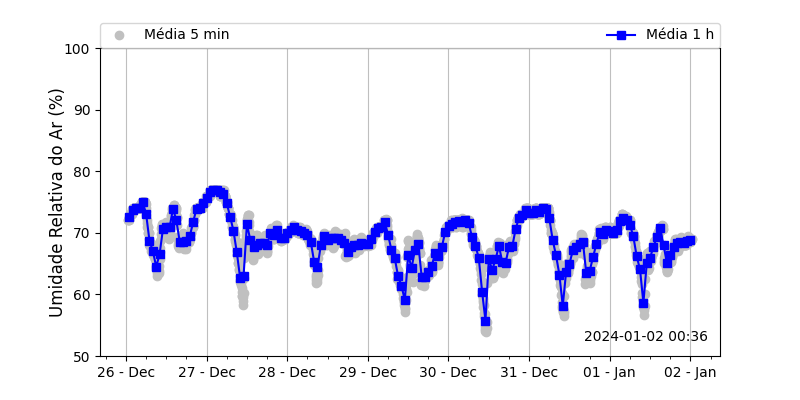 Média 5 min Média 1 h
100
90
80
70
60
50
Umidade Relativa do Ar (%)
2024-01-02 00:36
26 - Dec 27 - Dec 28 - Dec 29 - Dec 30 - Dec 31 - Dec 01 - Jan 02 - Jan